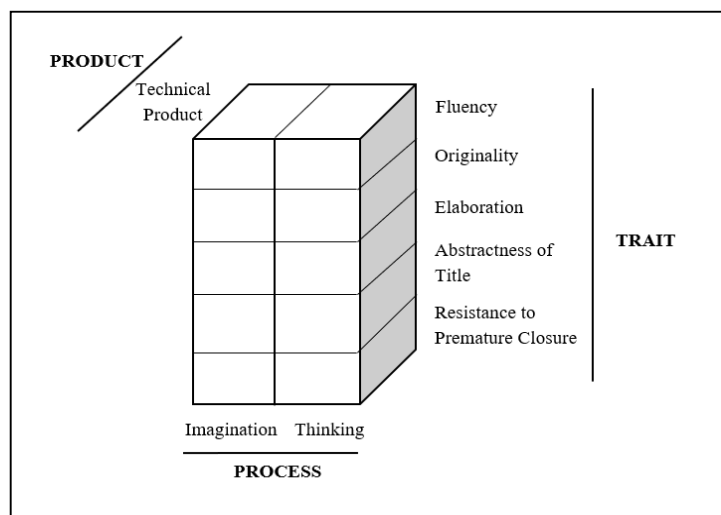 PRODUCT
Technical
Product
Fluency
Originality
Elaboration
Abstractness of
Title
Resistance to
Premature Closure
TRAIT
Imagination Thinking
PROCESS